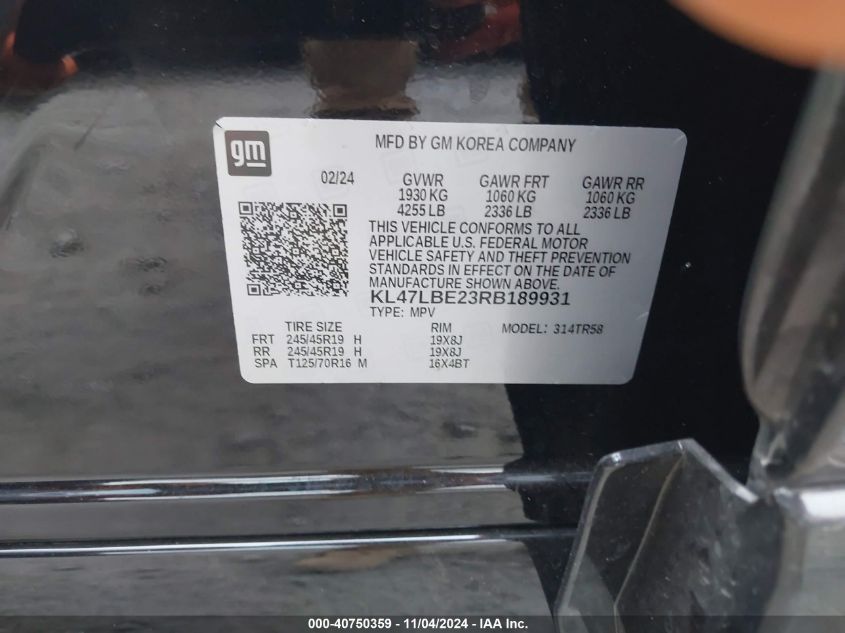 gm
MFD BY GM KOREA COMPANY
02/24
GVWR GAWR FRT GAWR RR
1930 KG 1060 KG 1060 KG
4255 LB 2336 LB 2336 LB
THIS VEHICLE CONFORMS TO ALL
APPLICABLE U.S. FEDERAL MOTOR
VEHICLE SAFETY AND THEFT PREVENTION
STANDARDS IN EFFECT ON THE DATE OF
MANUFACTURE SHOWN ABOVE.
KL47LBE23RB189931
TYPE: MPV
TIRE SIZE RIM MODEL: 314TR58
FRT 245/45R19 H 19X8J
RR 245/45R19 H 19X8J
SPA T125/70R16 M 16X4BT
000-40750359 - 11/04/2024 - IAA Inc.